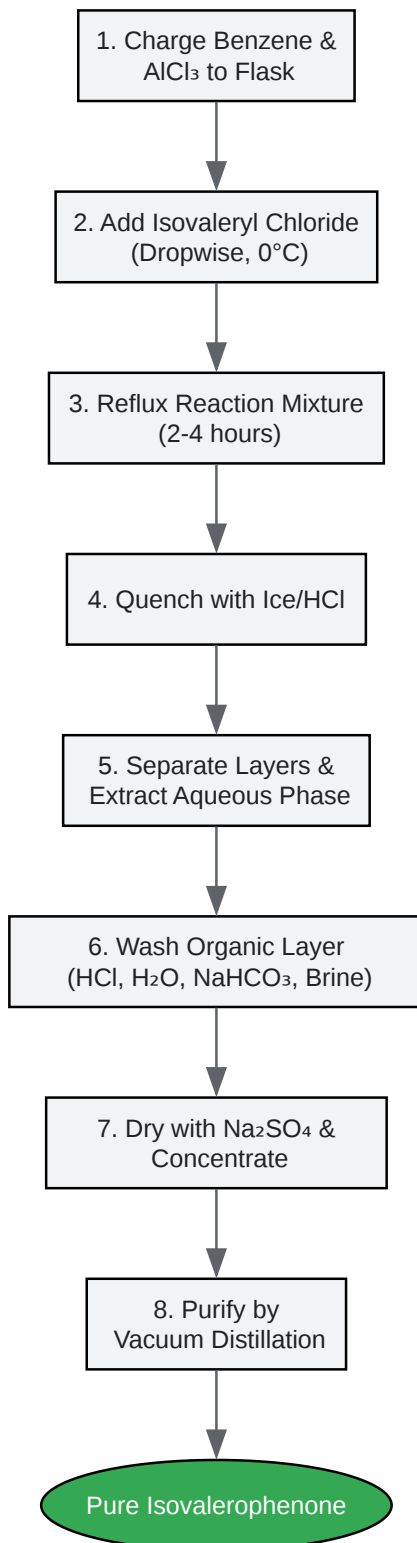 1. Charge Benzene &
AlCl₃ to Flask
2. Add Isovaleryl Chloride
(Dropwise, 0°C)
3. Reflux Reaction Mixture
(2-4 hours)
4. Quench with Ice/HCl
5. Separate Layers &
Extract Aqueous Phase
6. Wash Organic Layer
(HCl, H₂O, NaHCO₃, Brine)
7. Dry with Na₂SO₄ &
Concentrate
8. Purify by
Vacuum Distillation
Pure Isovalerophenone